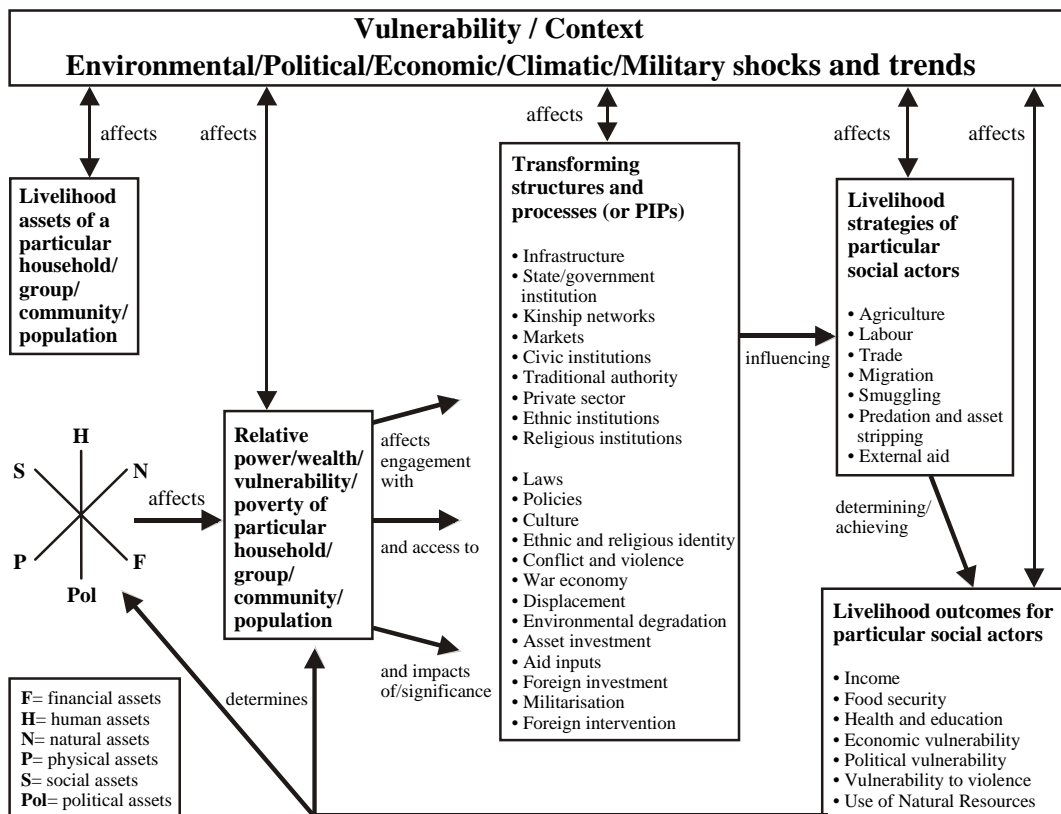 Vulnerability / Context
Environmental/Political/Economic/Climatic/Military shocks and trends
affects
affects
affects
affects
affects
Livelihood
assets of a
particular
household/
group/
community/
population
H
S
N
P
F
Pol
affects
Relative
power/wealth/
vulnerability/
poverty of
particular
household/
group/
community/
population
affects
engagement
with
and access to
and impacts
of/significance
determines
Transforming
structures and
processes (or PIPs)
• Infrastructure
• State/government
institution
• Kinship networks
• Markets
• Civic institutions
• Traditional authority
• Private sector
• Ethnic institutions
• Religious institutions
• Laws
• Policies
• Culture
• Ethnic and religious identity
• Conflict and violence
• War economy
• Displacement
• Environmental degradation
• Asset investment
• Aid inputs
• Foreign investment
• Militarisation
• Foreign intervention
influencing
Livelihood
strategies of
particular
social actors
• Agriculture
• Labour
• Trade
• Migration
• Smuggling
• Predation and asset
stripping
• External aid
determining/
achieving
Livelihood outcomes for
particular social actors
• Income
• Food security
• Health and education
• Economic vulnerability
• Political vulnerability
• Vulnerability to violence
• Use of Natural Resources
F= financial assets
H= human assets
N= natural assets
P= physical assets
S= social assets
Pol= political assets